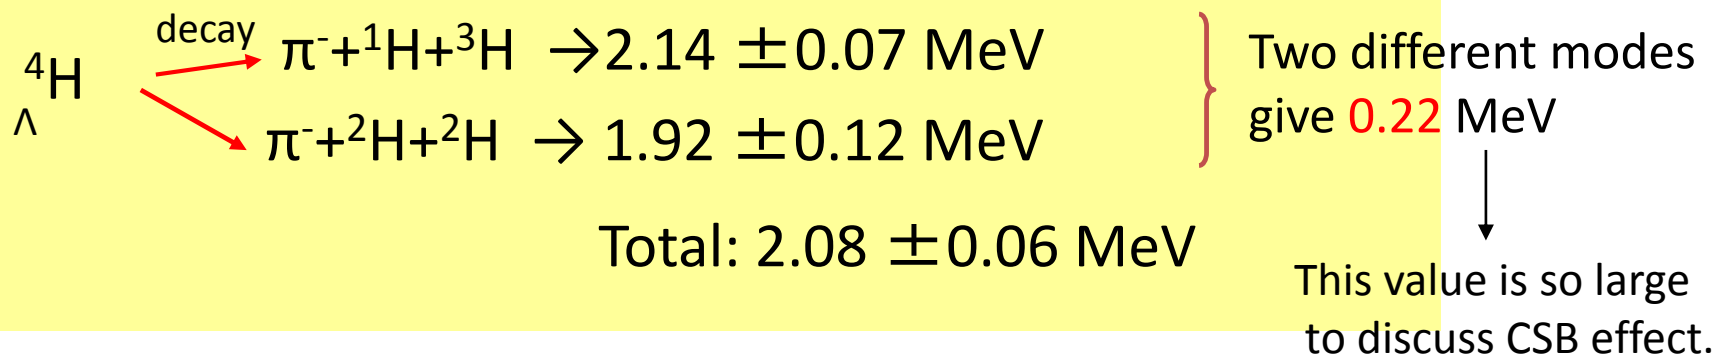 decay
⁴H
Λ
π⁻+¹H+³H →2.14 ±0.07 MeV
π⁻+²H+²H → 1.92 ±0.12 MeV
Total: 2.08 ±0.06 MeV
Two different modes
give 0.22 MeV
This value is so large
to discuss CSB effect.